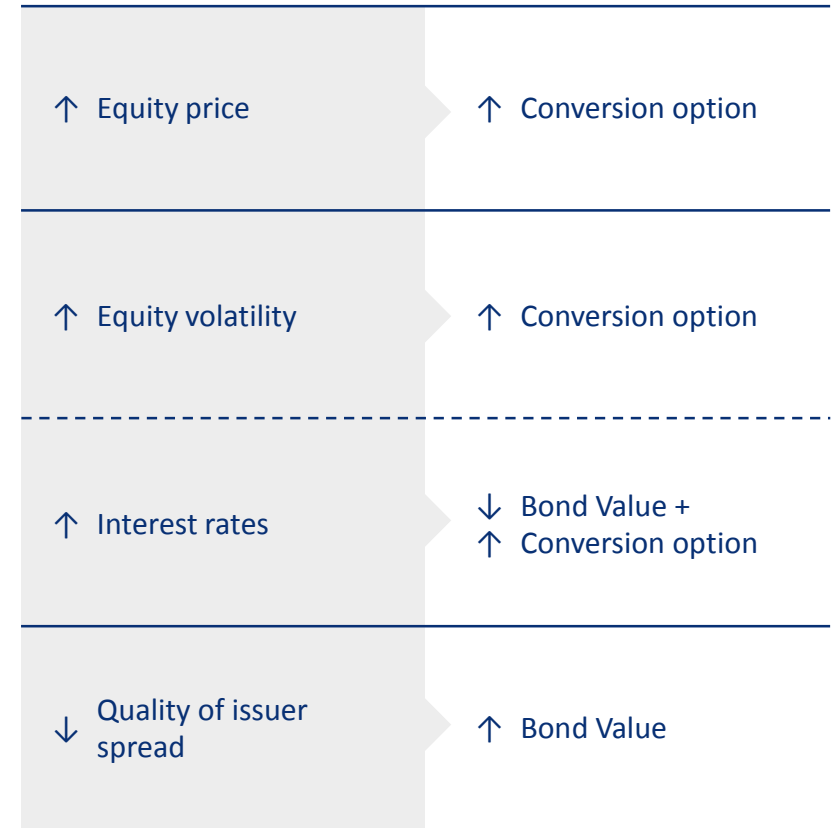 ↑ Equity price
↑ Conversion option
↑ Equity volatility
↑ Conversion option
↑ Interest rates
↓ Bond Value +
↑ Conversion option
↓ Quality of issuer
spread
↑ Bond Value